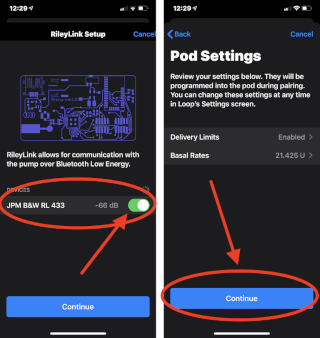 12:29
RileyLink Setup
Cancel
RileyLink allows for communication with
the pump over Bluetooth Low Energy.
DEVICES
JPM B&W RL 433
-66 dB
Continue
12:29
Back
Cancel
Pod Settings
Review your settings below. They will be
programmed into the pod during pairing.
You can change these settings at any time
in Loop's Settings screen.
Delivery Limits
Enabled
Basal Rates
21.425 U
Continue